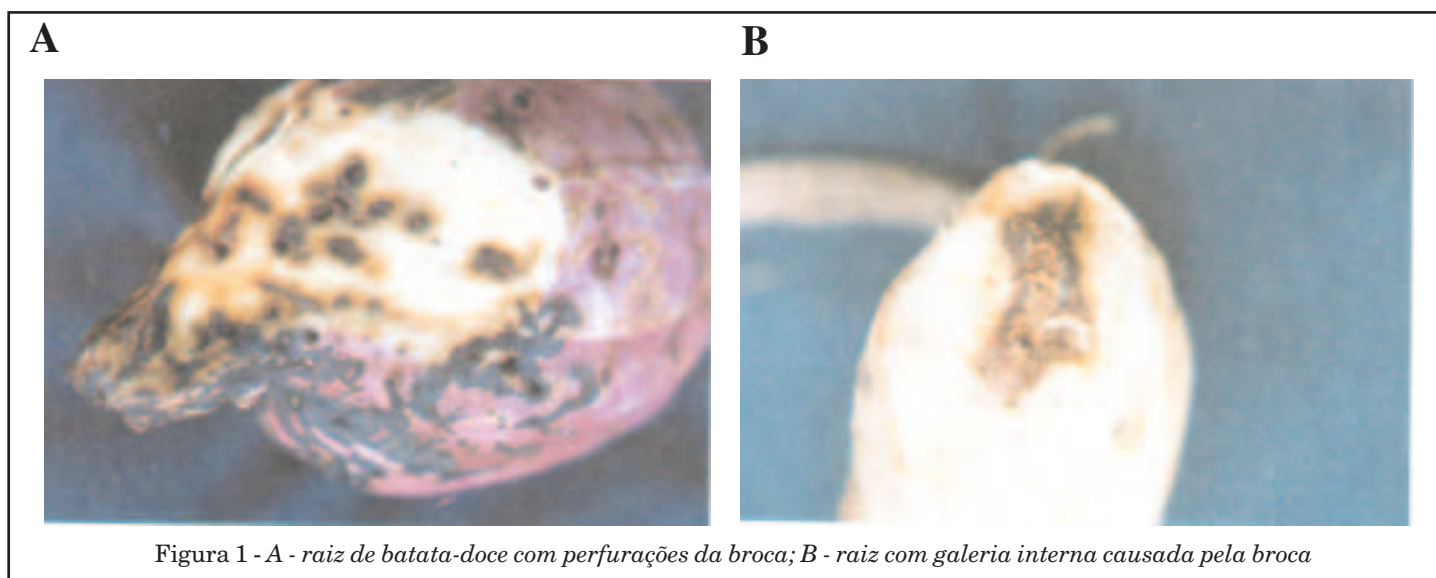 A
B
Figura 1 - A - raiz de batata-doce com perfurações da broca; B - raiz com galeria interna causada pela broca